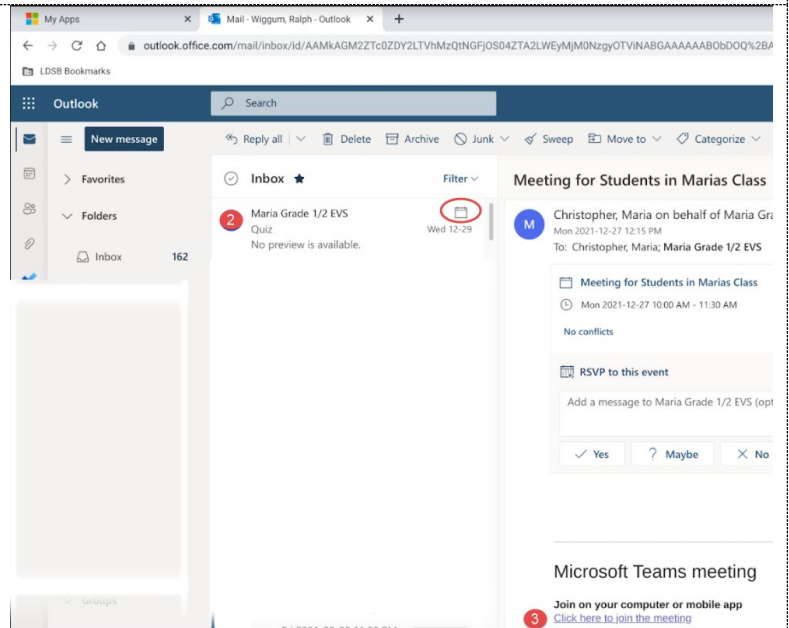 My Apps
Mail - Wiggum, Ralph - Outlook
outlook.office.com/mail/inbox/id/AAMkAGM2ZTc0ZDY2LTVhMzQtNGFjOS04ZTA2LWEyMjM0NzgyOTViNABGAAAAAABObDOQ%2BA
LDSB Bookmarks
Outlook
Search
New message
Reply all Delete Archive Junk Sweep Move to Categorize
Favorites
Inbox Filter
Meeting for Students in Marias Class
Folders
Inbox 162
2
Maria Grade 1/2 EVS
Quiz Wed 12-29
No preview is available.
M
Christopher, Maria on behalf of Maria Gra
Mon 2021-12-27 12:15 PM
To: Christopher, Maria; Maria Grade 1/2 EVS
Meeting for Students in Marias Class
Mon 2021-12-27 10:00 AM - 11:30 AM
No conflicts
RSVP to this event
Add a message to Maria Grade 1/2 EVS (opt
Yes ? Maybe No
Groups
Microsoft Teams meeting
Join on your computer or mobile app
3 Click here to join the meeting